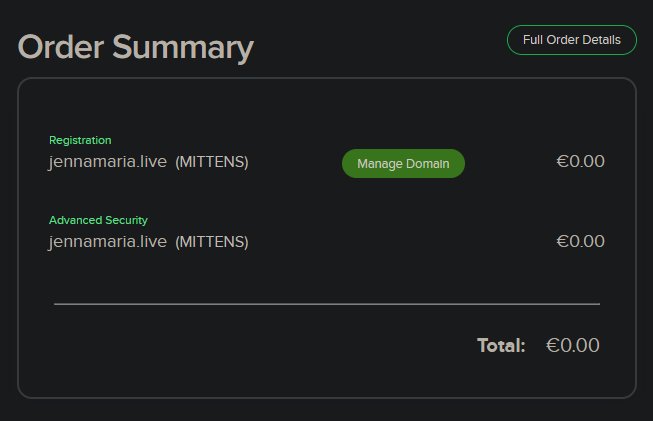 Order Summary
Full Order Details
Registration
jennamaria.live (MITTENS)
Manage Domain
€0.00
Advanced Security
jennamaria.live (MITTENS)
€0.00
Total: €0.00